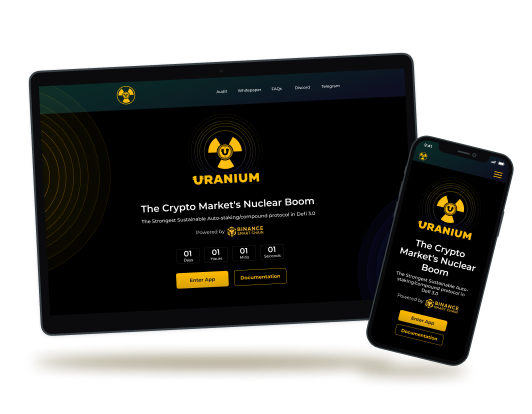 Audit Whitepaper FAQs Discord Telegram
URANIUM
The Crypto Market's Nuclear Boom
The Strongest Sustainable Auto-staking/compound protocol in Defi 3.0
Powered by BINANCE
SMART CHAIN
01 01 01 01
Days Hours Mins Seconds
Enter App Documentation
9:41
URANIUM
The Crypto
Market's Nuclear
Boom
The Strongest Sustainable Auto-
staking/compound protocol in
Defi 3.0
Powered by BINANCE
SMART CHAIN
Enter App
Documentation